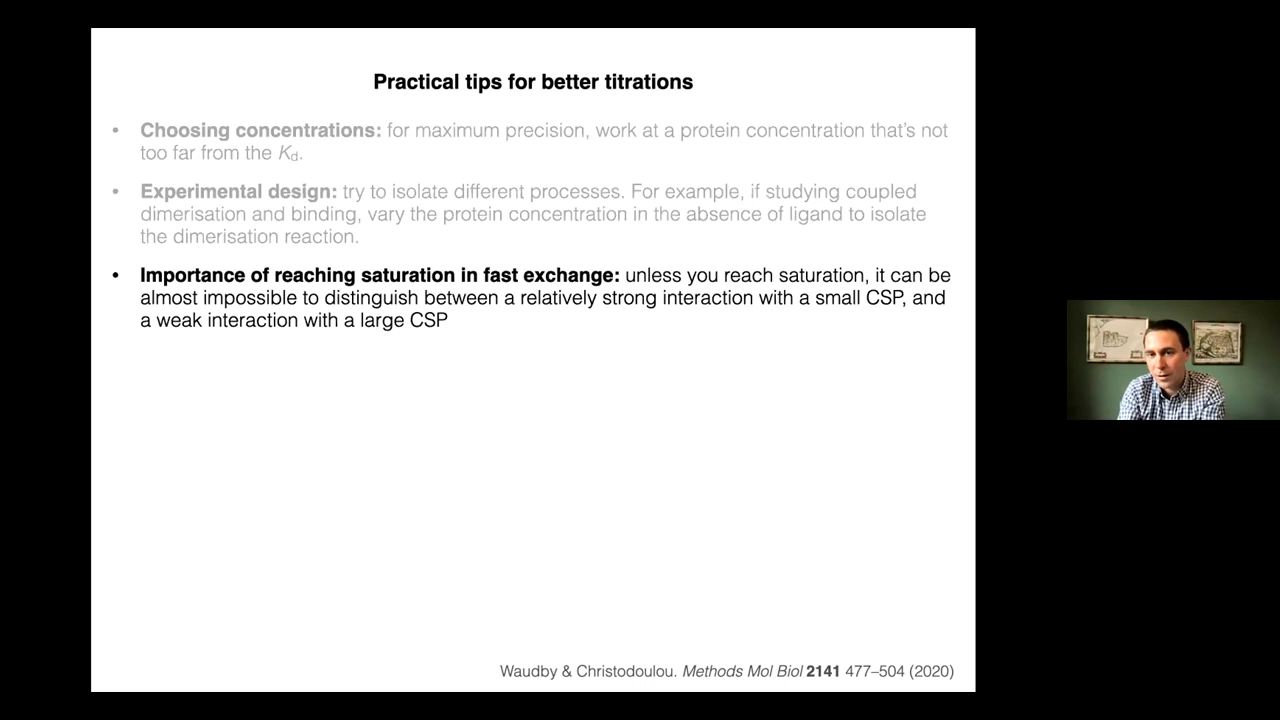 Practical tips for better titrations
• Choosing concentrations: for maximum precision, work at a protein concentration that's not
too far from the Kd.
• Experimental design: try to isolate different processes. For example, if studying coupled
dimerisation and binding, vary the protein concentration in the absence of ligand to isolate
the dimerisation reaction.
• Importance of reaching saturation in fast exchange: unless you reach saturation, it can be
almost impossible to distinguish between a relatively strong interaction with a small CSP, and
a weak interaction with a large CSP
Waudby & Christodoulou. Methods Mol Biol 2141 477–504 (2020)